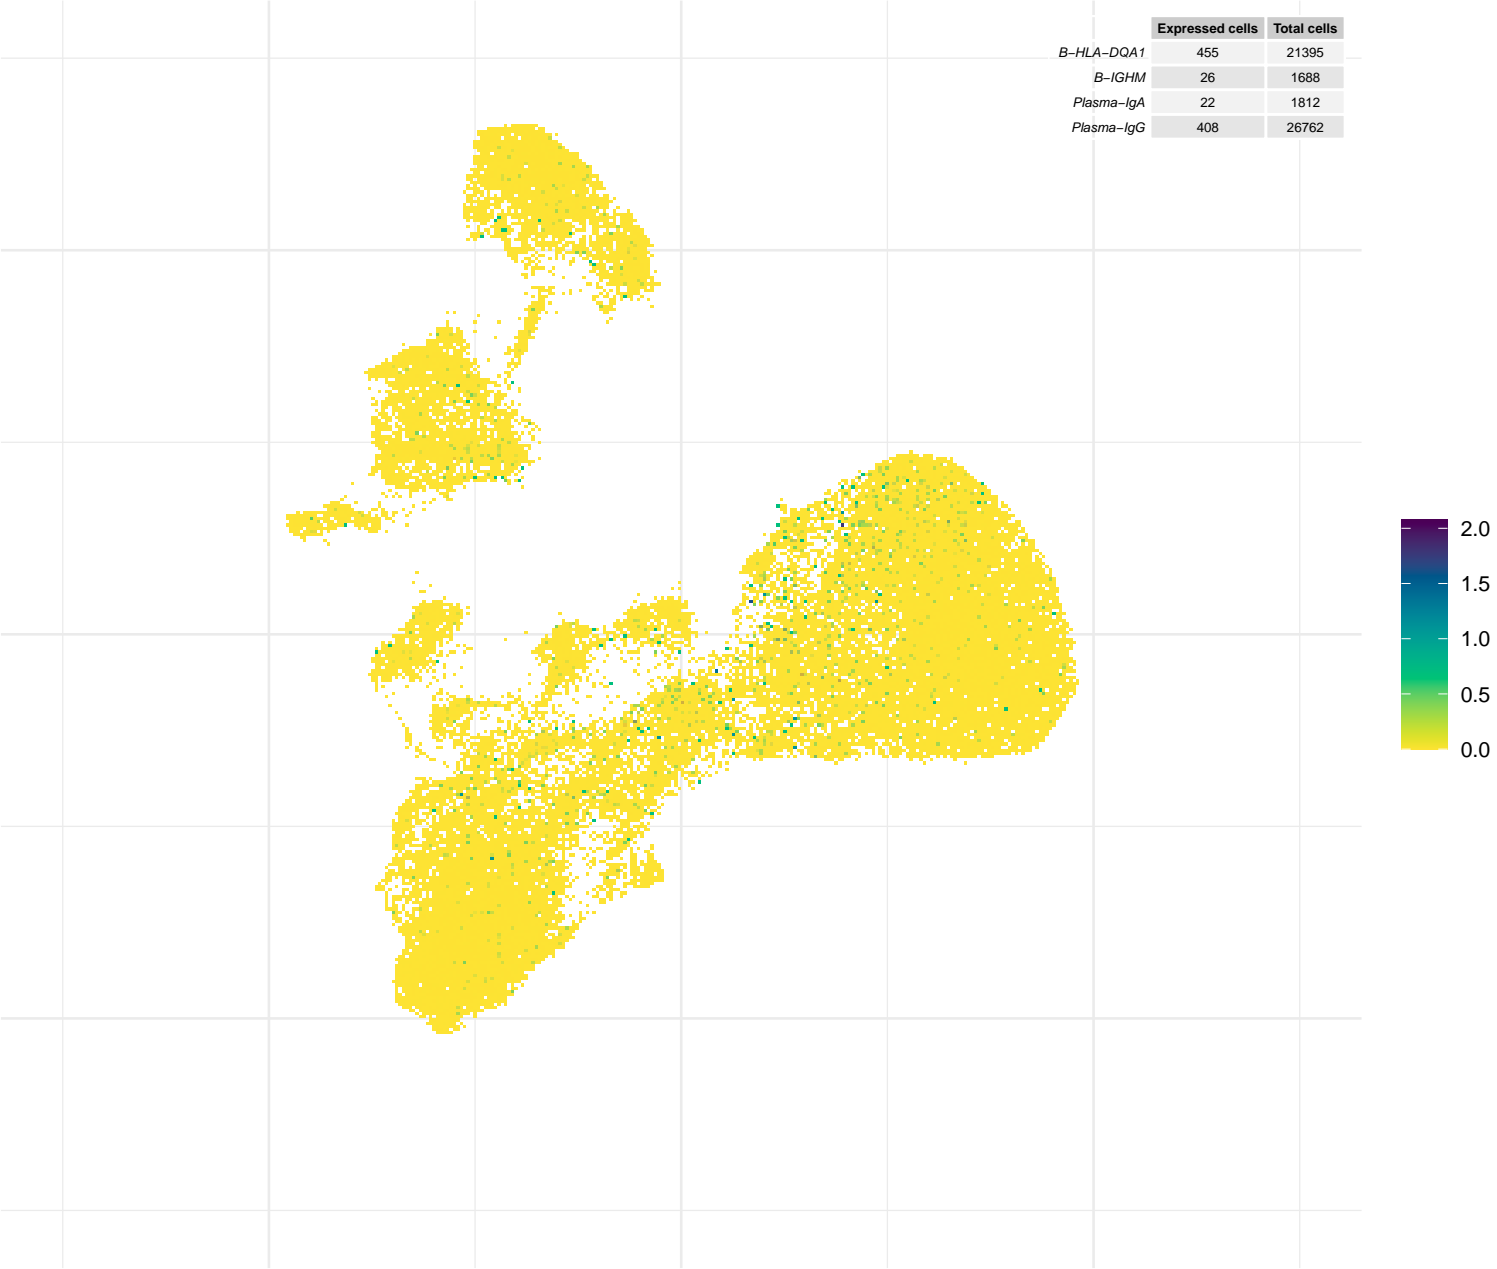 Expressed cells Total cells
B−HLA−DQA1 455 21395
B−IGHM 26 1688
Plasma−IgA 22 1812
Plasma−IgG 408 26762
2.0
1.5
1.0
0.5
0.0